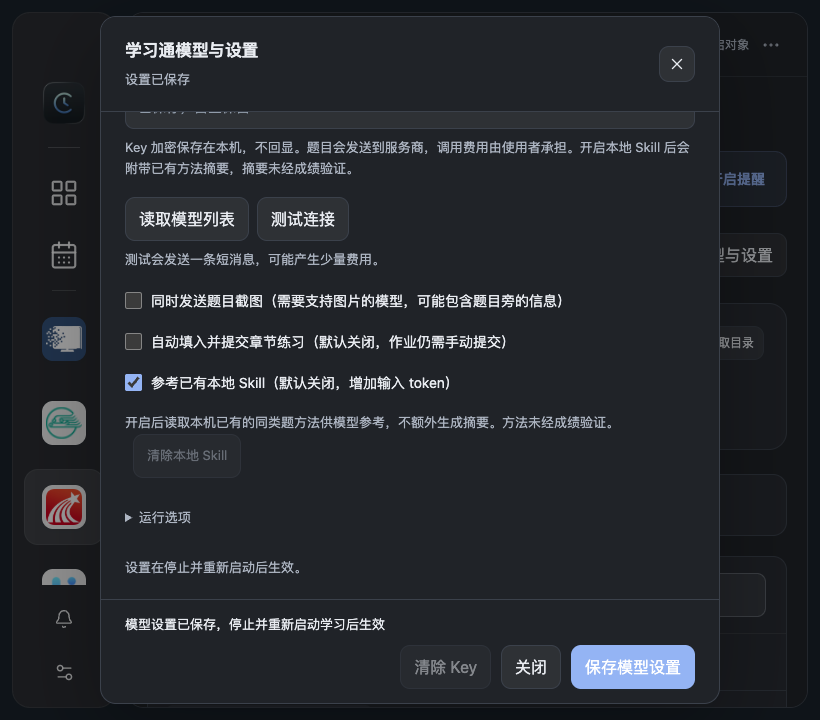 学习通模型与设置
设置已保存
启对象
Key 加密保存在本机，不回显。题目会发送到服务商，调用费用由使用者承担。开启本地 Skill 后会
附带已有方法摘要，摘要未经成绩验证。
开启提醒
读取模型列表
测试连接
型与设置
测试会发送一条短消息，可能产生少量费用。
同时发送题目截图（需要支持图片的模型，可能包含题目旁的信息）
自动填入并提交章节练习（默认关闭，作业仍需手动提交）
取目录
参考已有本地 Skill（默认关闭，增加输入 token）
开启后读取本机已有的同类题方法供模型参考，不额外生成摘要。方法未经成绩验证。
清除本地 Skill
运行选项
设置在停止并重新启动后生效。
模型设置已保存，停止并重新启动学习后生效
清除 Key
关闭
保存模型设置